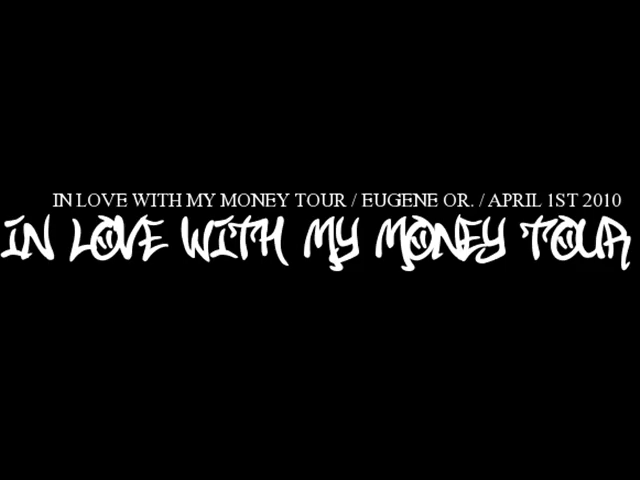 IN LOVE WITH MY MONEY TOUR / EUGENE OR. / APRIL 1ST 2010
IN LOVE WITH MY MONEY TOUR